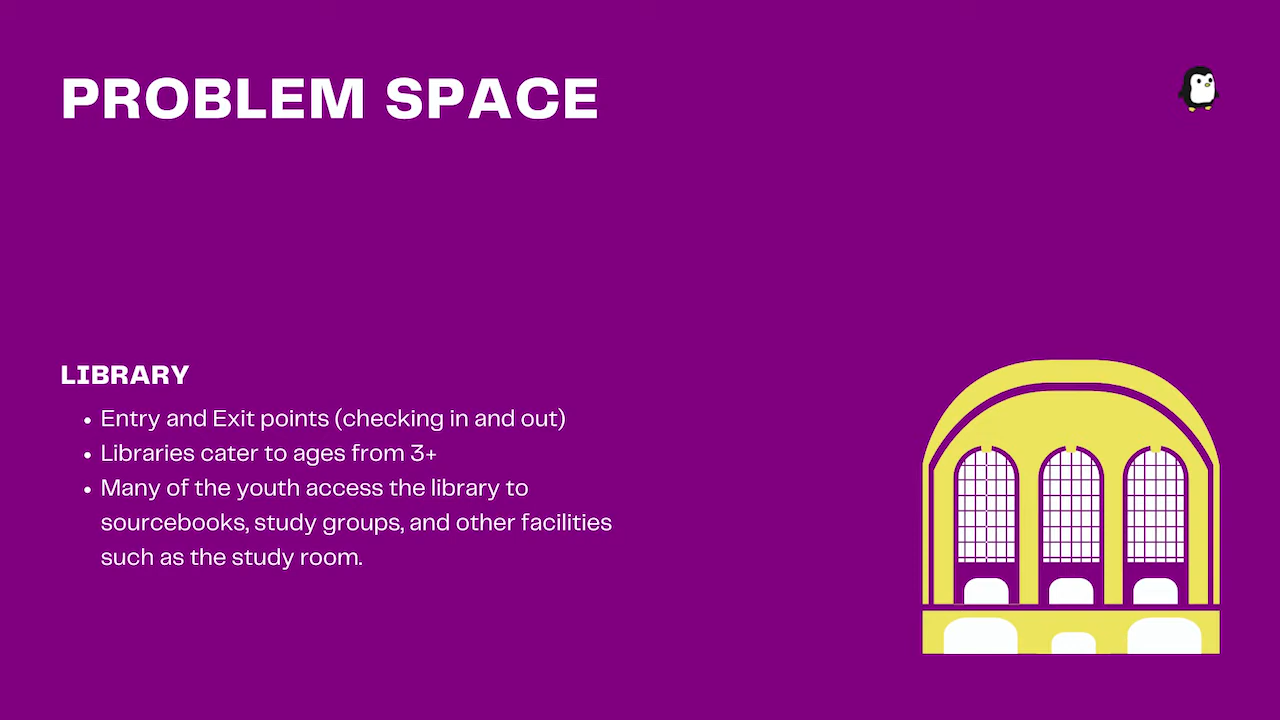 PROBLEM SPACE
LIBRARY
• Entry and Exit points (checking in and out)
• Libraries cater to ages from 3+
• Many of the youth access the library to
sourcebooks, study groups, and other facilities
such as the study room.